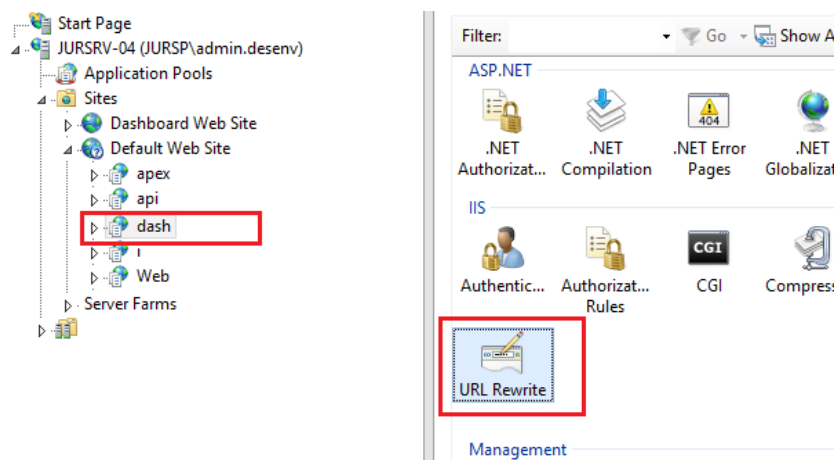 Start Page
JURSRV-04 (JURSP\admin.desenv)
Application Pools
Sites
Dashboard Web Site
Default Web Site
apex
api
dash
i
Web
Server Farms
Filter:
Go
Show A
ASP.NET
.NET
Authorizat...
.NET
Compilation
404
.NET Error
Pages
.NET
Globalizat
IIS
Authentic...
Authorizat...
Rules
CGI
CGI
Compress
URL Rewrite
Management